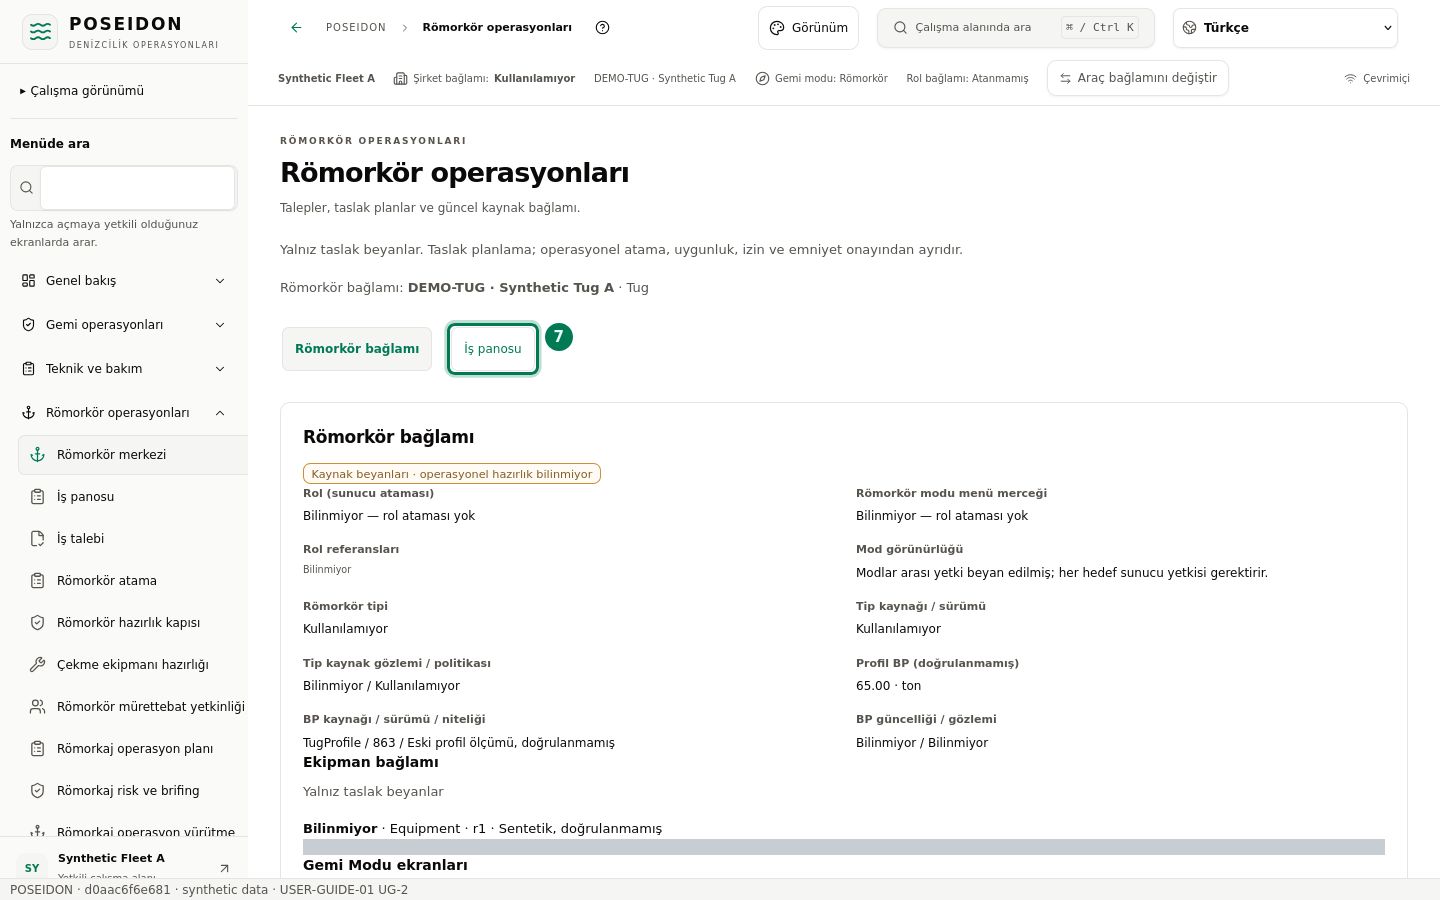 POSEIDON
DENİZCİLİK OPERASYONLARI
▸ Çalışma görünümü
Menüde ara
Yalnızca açmaya yetkili olduğunuz
ekranlarda arar.
Genel bakış
Gemi operasyonları
Teknik ve bakım
Römorkör operasyonları
Römorkör merkezi
İş panosu
İş talebi
Römorkör atama
Römorkör hazırlık kapısı
Çekme ekipmanı hazırlığı
Römorkör mürettebat yetkinliği
Römorkaj operasyon planı
Römorkaj risk ve brifing
Römorkaj operasyon yürütme
SY
Synthetic Fleet A
Yetkili çalışma alanı
POSEIDON
Römorkör operasyonları
Görünüm
Çalışma alanında ara
⌘ / Ctrl K
Türkçe
Synthetic Fleet A
Şirket bağlamı: Kullanılamıyor
DEMO-TUG · Synthetic Tug A
Gemi modu: Römorkör
Rol bağlamı: Atanmamış
Araç bağlamını değiştir
Çevrimiçi
RÖMORKÖR OPERASYONLARI
Römorkör operasyonları
Talepler, taslak planlar ve güncel kaynak bağlamı.
Yalnız taslak beyanlar. Taslak planlama; operasyonel atama, uygunluk, izin ve emniyet onayından ayrıdır.
Römorkör bağlamı: DEMO-TUG · Synthetic Tug A · Tug
Römorkör bağlamı
İş panosu
7
Römorkör bağlamı
Kaynak beyanları · operasyonel hazırlık bilinmiyor
Rol (sunucu ataması)
Bilinmiyor — rol ataması yok
Römorkör modu menü merceği
Bilinmiyor — rol ataması yok
Rol referansları
Bilinmiyor
Mod görünürlüğü
Modlar arası yetki beyan edilmiş; her hedef sunucu yetkisi gerektirir.
Römorkör tipi
Kullanılamıyor
Tip kaynağı / sürümü
Kullanılamıyor
Tip kaynak gözlemi / politikası
Bilinmiyor / Kullanılamıyor
Profil BP (doğrulanmamış)
65.00 · ton
BP kaynağı / sürümü / niteliği
TugProfile / 863 / Eski profil ölçümü, doğrulanmamış
BP güncelliği / gözlemi
Bilinmiyor / Bilinmiyor
Ekipman bağlamı
Yalnız taslak beyanlar
Bilinmiyor · Equipment · r1 · Sentetik, doğrulanmamış
Gemi Modu ekranları
POSEIDON · d0aac6f6e681 · synthetic data · USER-GUIDE-01 UG-2